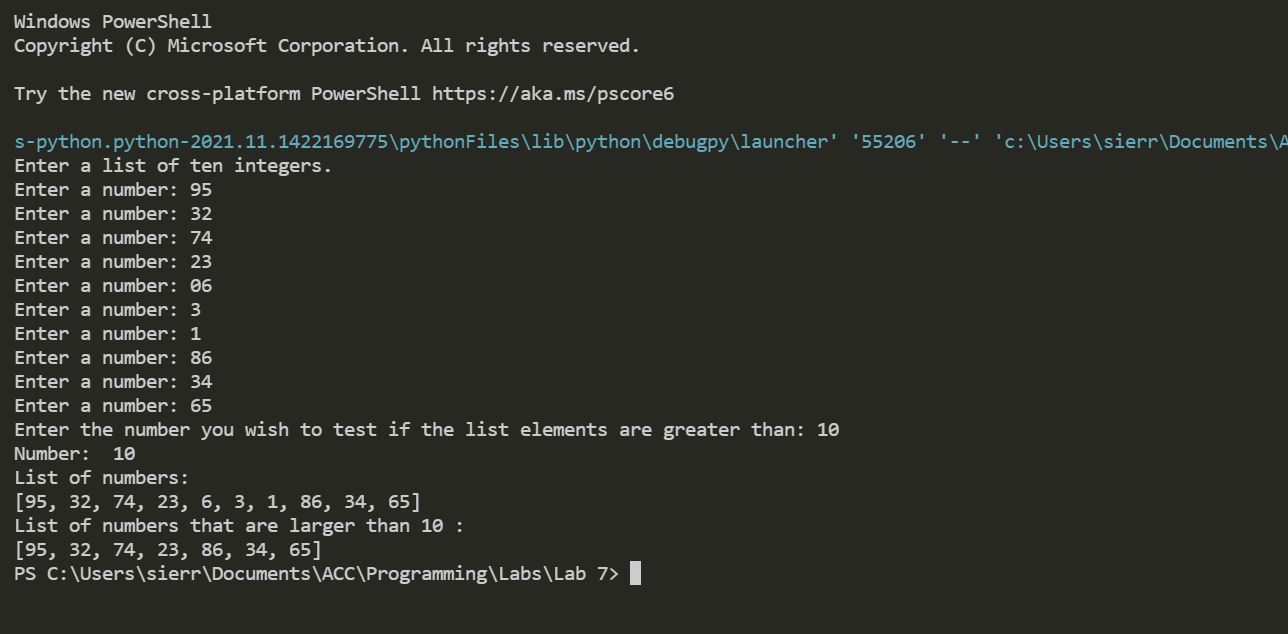 Windows PowerShell
Copyright (C) Microsoft Corporation. All rights reserved.
Try the new cross-platform PowerShell https://aka.ms/pscore6
s-python.python-2021.11.1422169775\pythonFiles\lib\python\debugpy\launcher' '55206' '--' 'c:\Users\sierr\Documents\A
Enter a list of ten integers.
Enter a number: 95
Enter a number: 32
Enter a number: 74
Enter a number: 23
Enter a number: 06
Enter a number: 3
Enter a number: 1
Enter a number: 86
Enter a number: 34
Enter a number: 65
Enter the number you wish to test if the list elements are greater than: 10
Number:  10
List of numbers:
[95, 32, 74, 23, 6, 3, 1, 86, 34, 65]
List of numbers that are larger than 10 :
[95, 32, 74, 23, 86, 34, 65]
PS C:\Users\sierr\Documents\ACC\Programming\Labs\Lab 7>